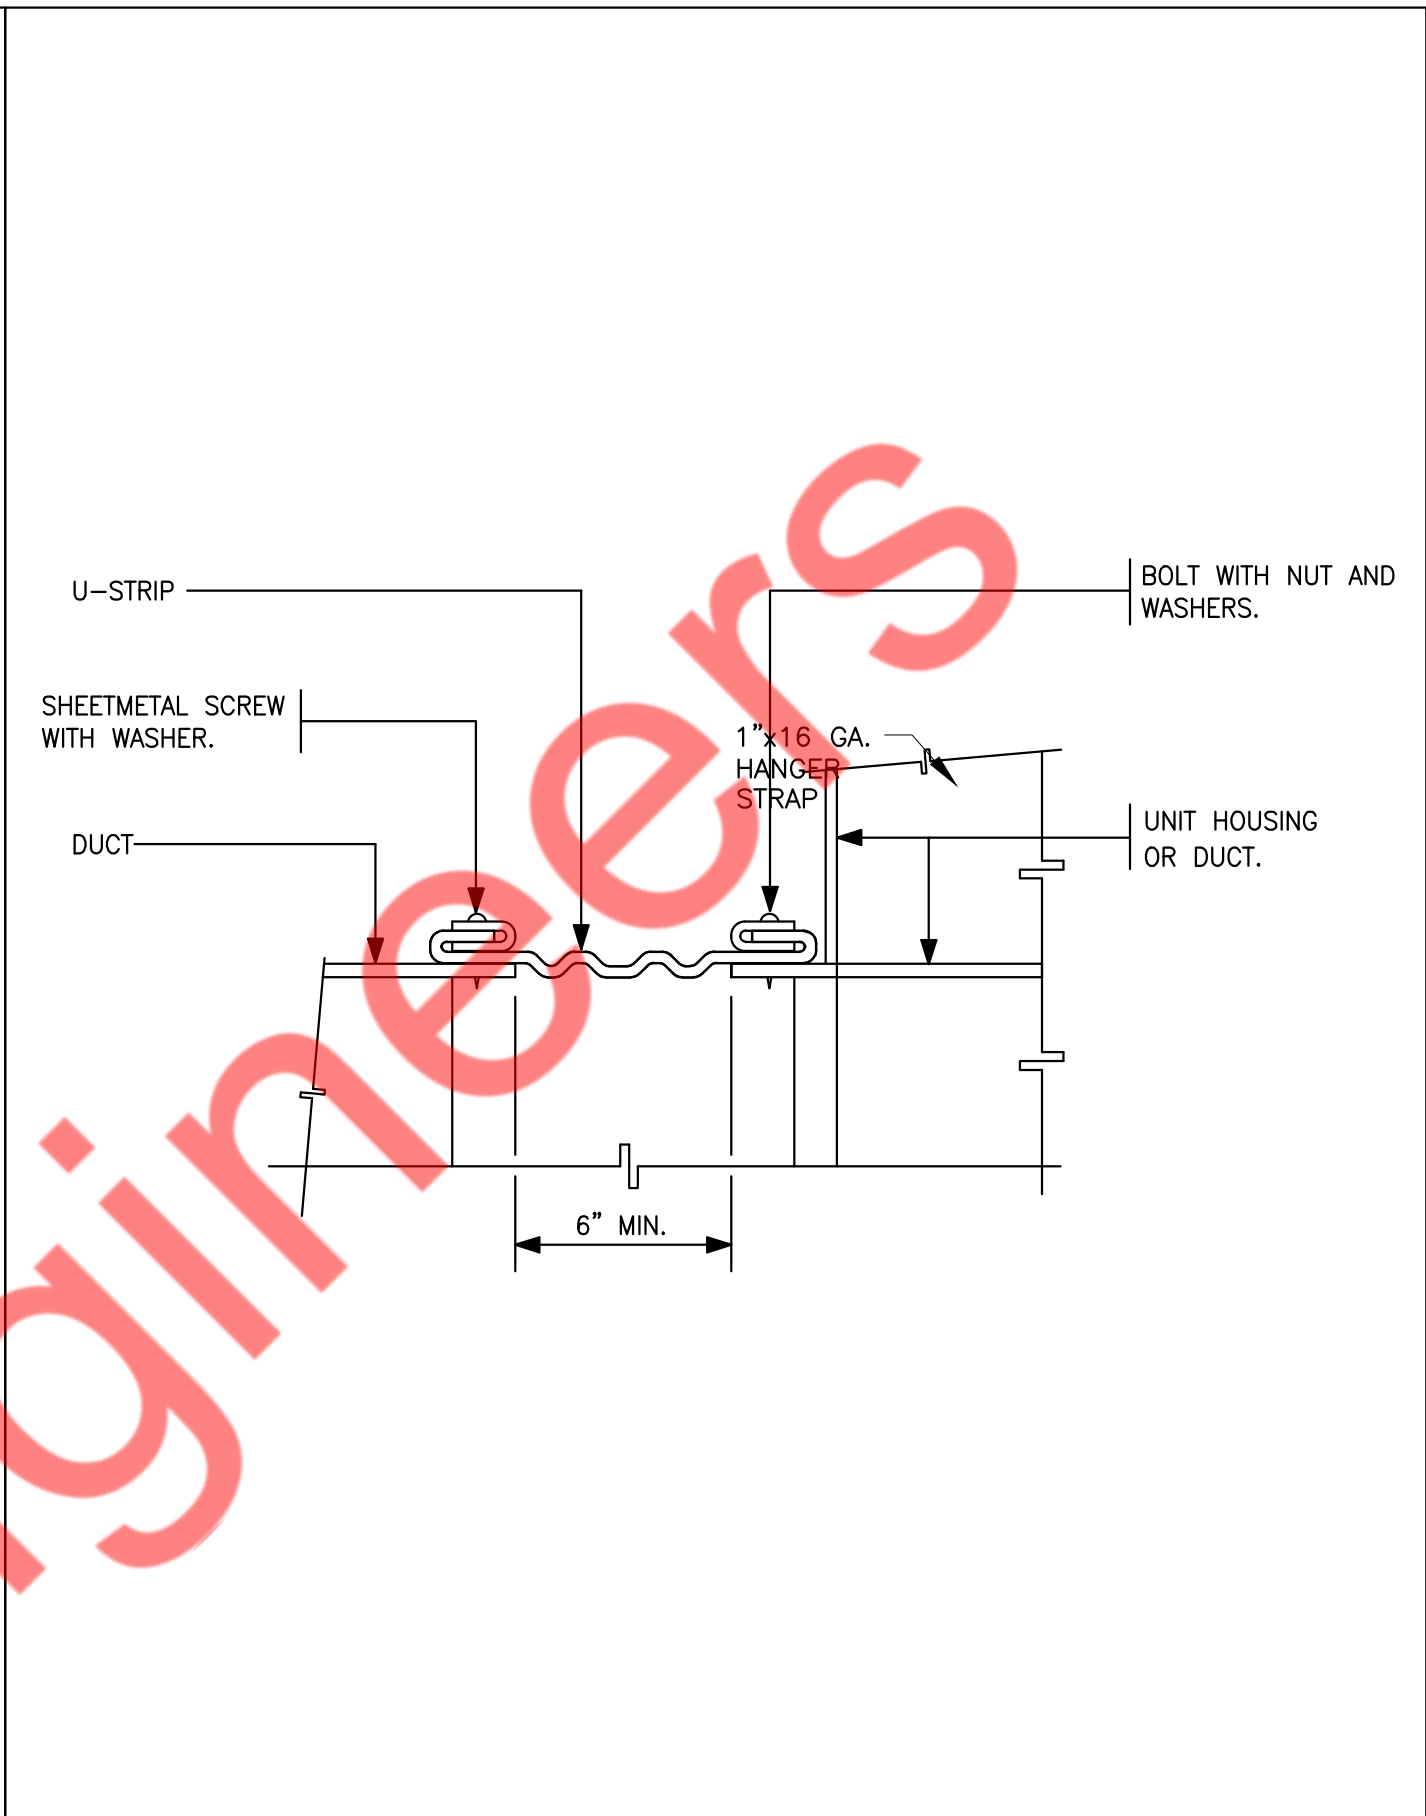 U-STRIP
BOLT WITH NUT AND
WASHERS.
SHEETMETAL SCREW
WITH WASHER.
1"x16 GA.
HANGER
STRAP
UNIT HOUSING
OR DUCT.
DUCT
6" MIN.
gineers